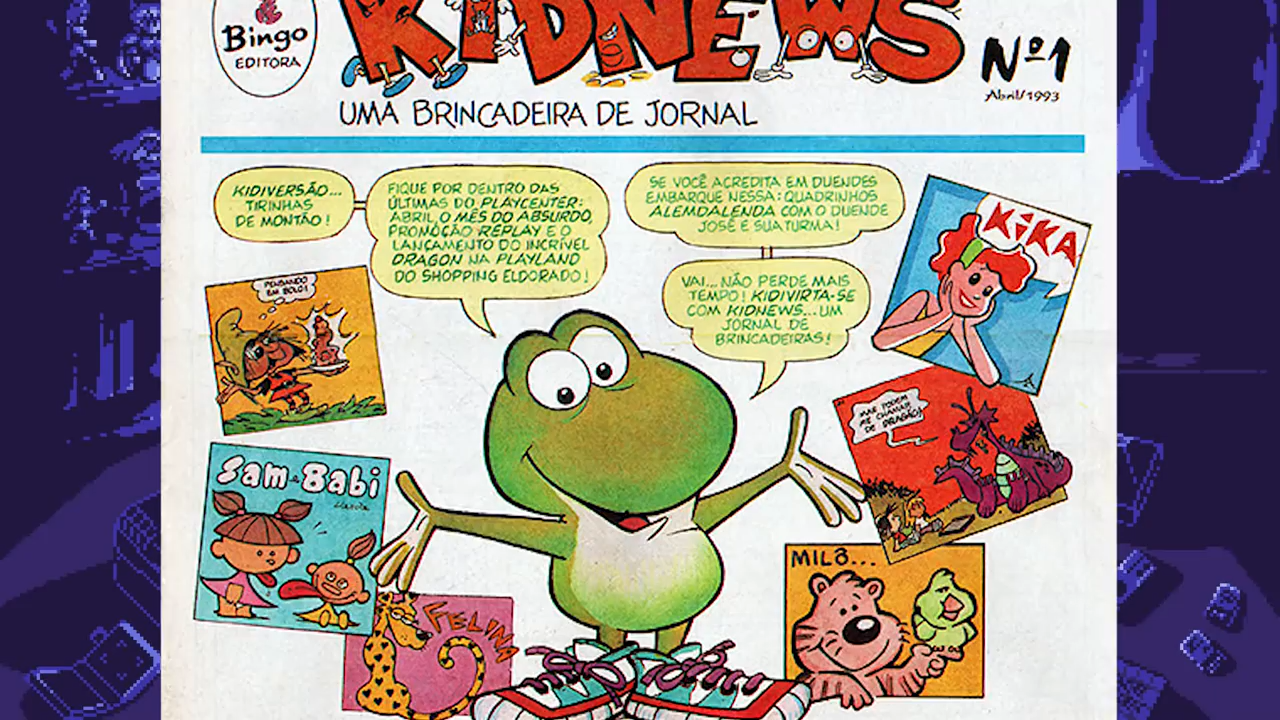 Bingo
EDITORA
KIDNEWS
Nº1
Abril/1993
UMA BRINCADEIRA DE JORNAL
KIDIVERSÃO...
TIRINHAS
DE MONTÃO!
FIQUE POR DENTRO DAS
ÚLTIMAS DO PLAYCENTER:
ABRIL, O MÊS DO ABSURDO,
PROMOÇÃO REPLAY E O
LANÇAMENTO DO INCRÍVEL
DRAGON NA PLAYLAND
DO SHOPPING ELDORADO!
SE VOCÊ ACREDITA EM DUENDES
EMBARQUE NESSA: QUADRINHOS
ALEMDALENDA COM O DUENDE
JOSÉ E SUA TURMA!
VAI... NÃO PERDE MAIS
TEMPO! KIDIVIRTA-SE
COM KIDNEWS... UM
JORNAL DE
BRINCADEIRAS!
KIKA
PENSANDO
EM BOLO!
ME CHAMAR
DE DRAGÃO!
Sam e Babi
FELINA
MILÔ...